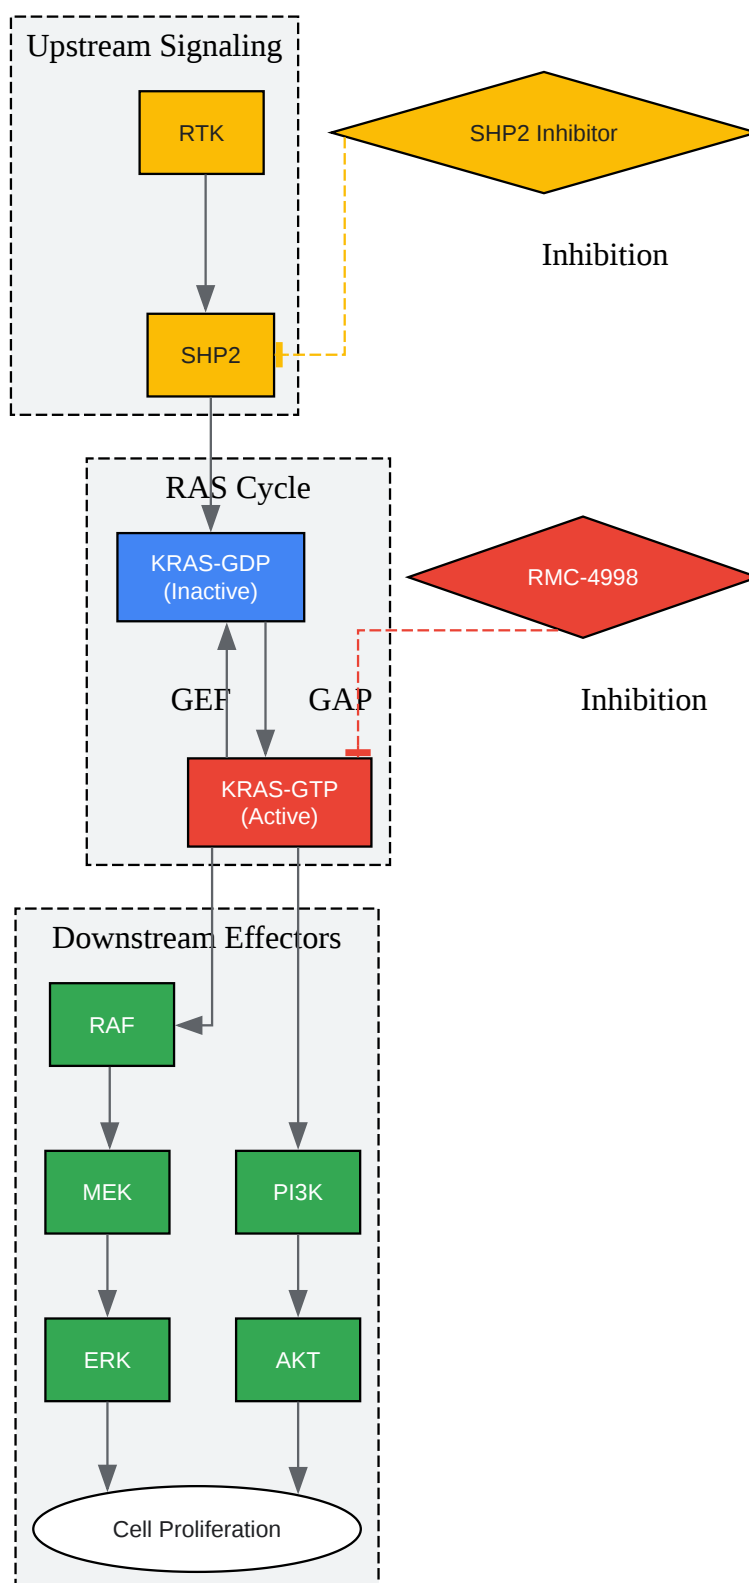 Upstream Signaling
RTK
SHP2 Inhibitor
Inhibition
SHP2
RAS Cycle
KRAS-GDP
(Inactive)
RMC-4998
GEF
GAP
Inhibition
KRAS-GTP
(Active)
Downstream Effectors
RAF
MEK
PI3K
ERK
AKT
Cell Proliferation